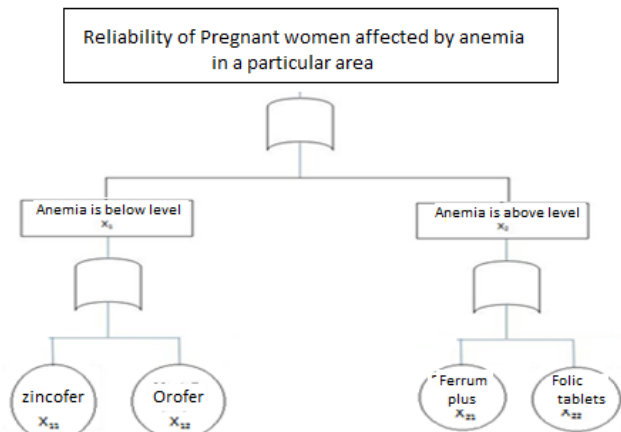 Reliability of Pregnant women affected by anemia
in a particular area
Anemia is below level
X₁
Anemia is above level
X₂
zincofer
X₁₁
Orofer
X₁₂
Ferrum
plus
X₂₁
Folic
tablets
X₂₂